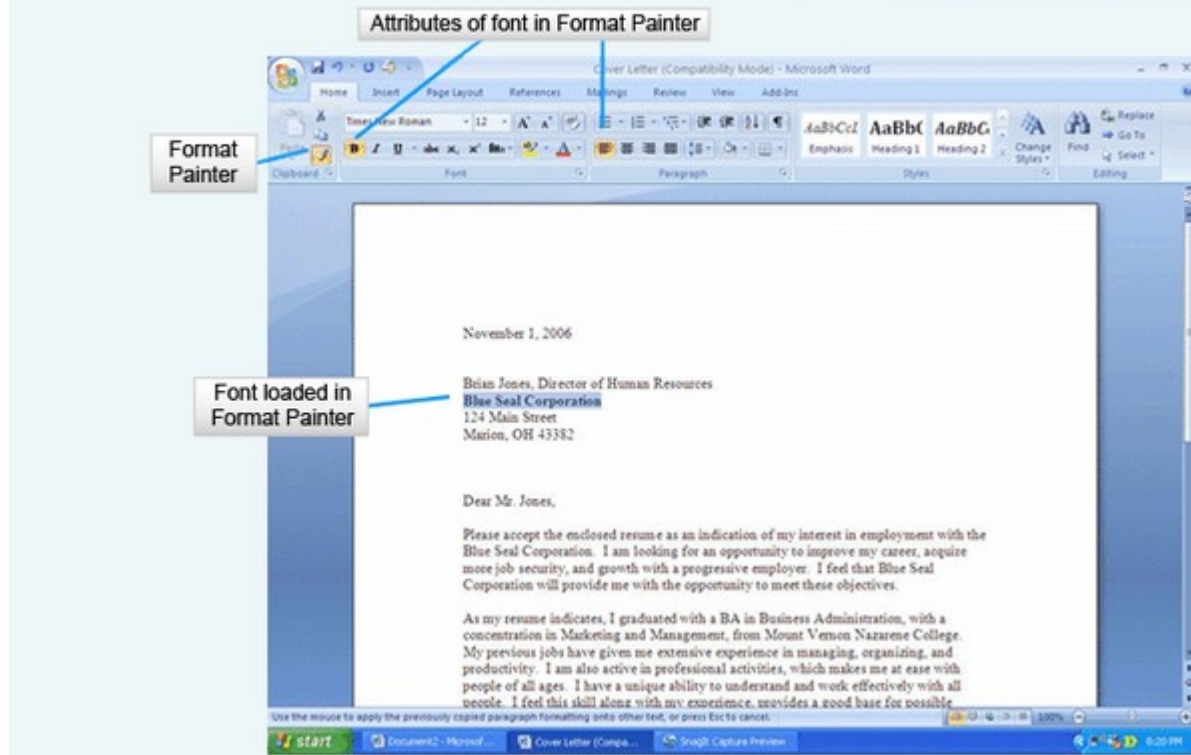 Attributes of font in Format Painter
Cover Letter (Compatibility Mode) - Microsoft Word
Home Insert Page Layout References Mailings Review View Add-Ins
Times New Roman 12
Replace
Go To
Select
AaBbCcI AaBb( AaBbC
Emphasis Heading 1 Heading 2
Change Styles
Find
Format
Painter
Clipboard Font Paragraph Styles Editing
November 1, 2006
Brian Jones, Director of Human Resources
Font loaded in
Format Painter
Blue Seal Corporation
124 Main Street
Marion, OH 43382
Dear Mr. Jones,
Please accept the enclosed resume as an indication of my interest in employment with the
Blue Seal Corporation. I am looking for an opportunity to improve my career, acquire
more job security, and growth with a progressive employer. I feel that Blue Seal
Corporation will provide me with the opportunity to meet these objectives.
As my resume indicates, I graduated with a BA in Business Administration, with a
concentration in Marketing and Management, from Mount Vernon Nazarene College.
My previous jobs have given me extensive experience in managing, organizing, and
productivity. I am also active in professional activities, which makes me at ease with
people of all ages. I have a unique ability to understand and work effectively with all
people. I feel this skill along with my experience, provides a good base for possible
Use the mouse to apply the previously copied paragraph formatting onto other text, or press Esc to cancel.
100%
start Document2 - Microsof... Cover Letter (Compa... SnagIt Capture Preview 8:20 PM